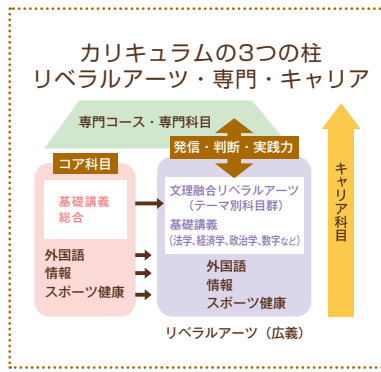 カリキュラムの3つの柱
リベラルアーツ・専門・キャリア
専門コース・専門科目
発信・判断・実践力
コア科目
基礎講義
総合
外国語
情報
スポーツ健康
文理融合リベラルアーツ
（テーマ別科目群）
基礎講義
（法学、経済学、政治学、数字など）
外国語
情報
スポーツ健康
キャリア科目
リベラルアーツ（広義）